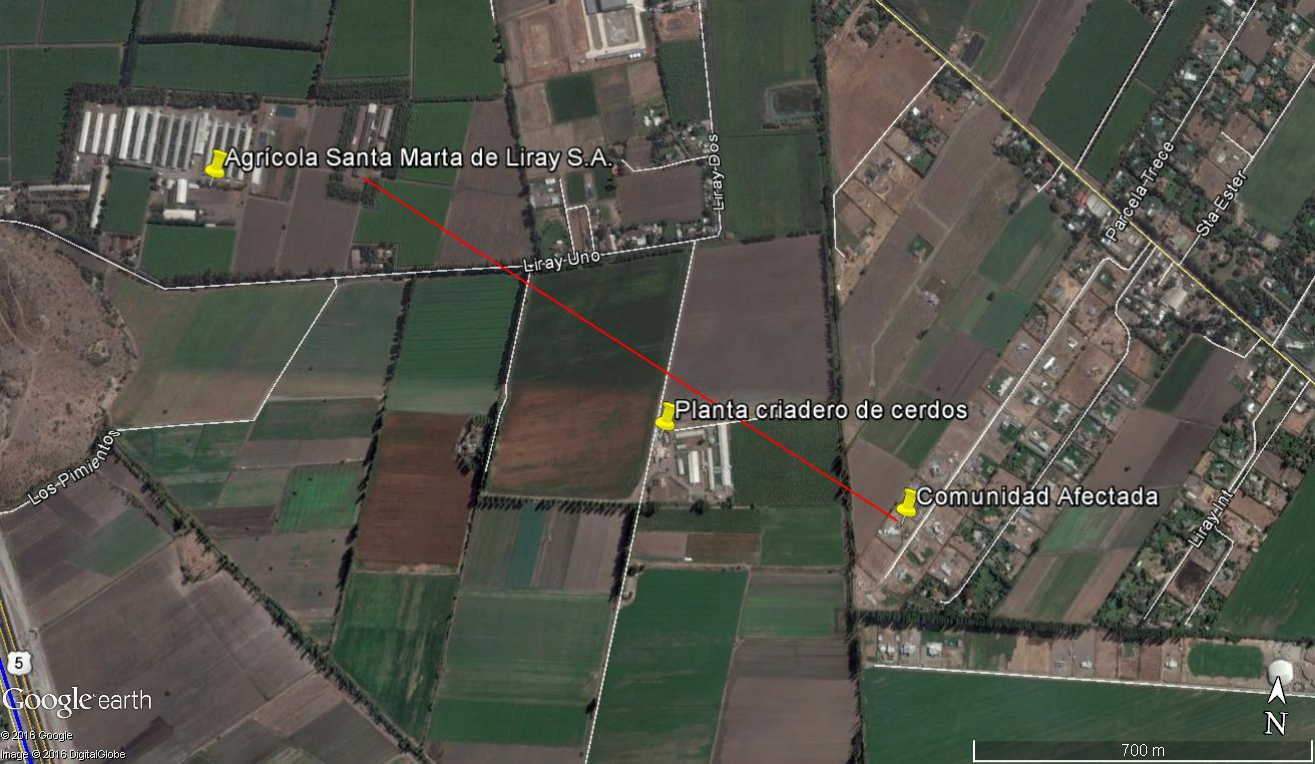 Agrícola Santa Marta de Liray S.A.
Liray-Dos
Parcela-Trece
Sta-Ester
Liray-Uno
Planta criadero de cerdos
Los-Pimientos
Comunidad Afectada
Liray-Int
5
Google earth
N
© 2016 Google
Image © 2016 DigitalGlobe
700 m